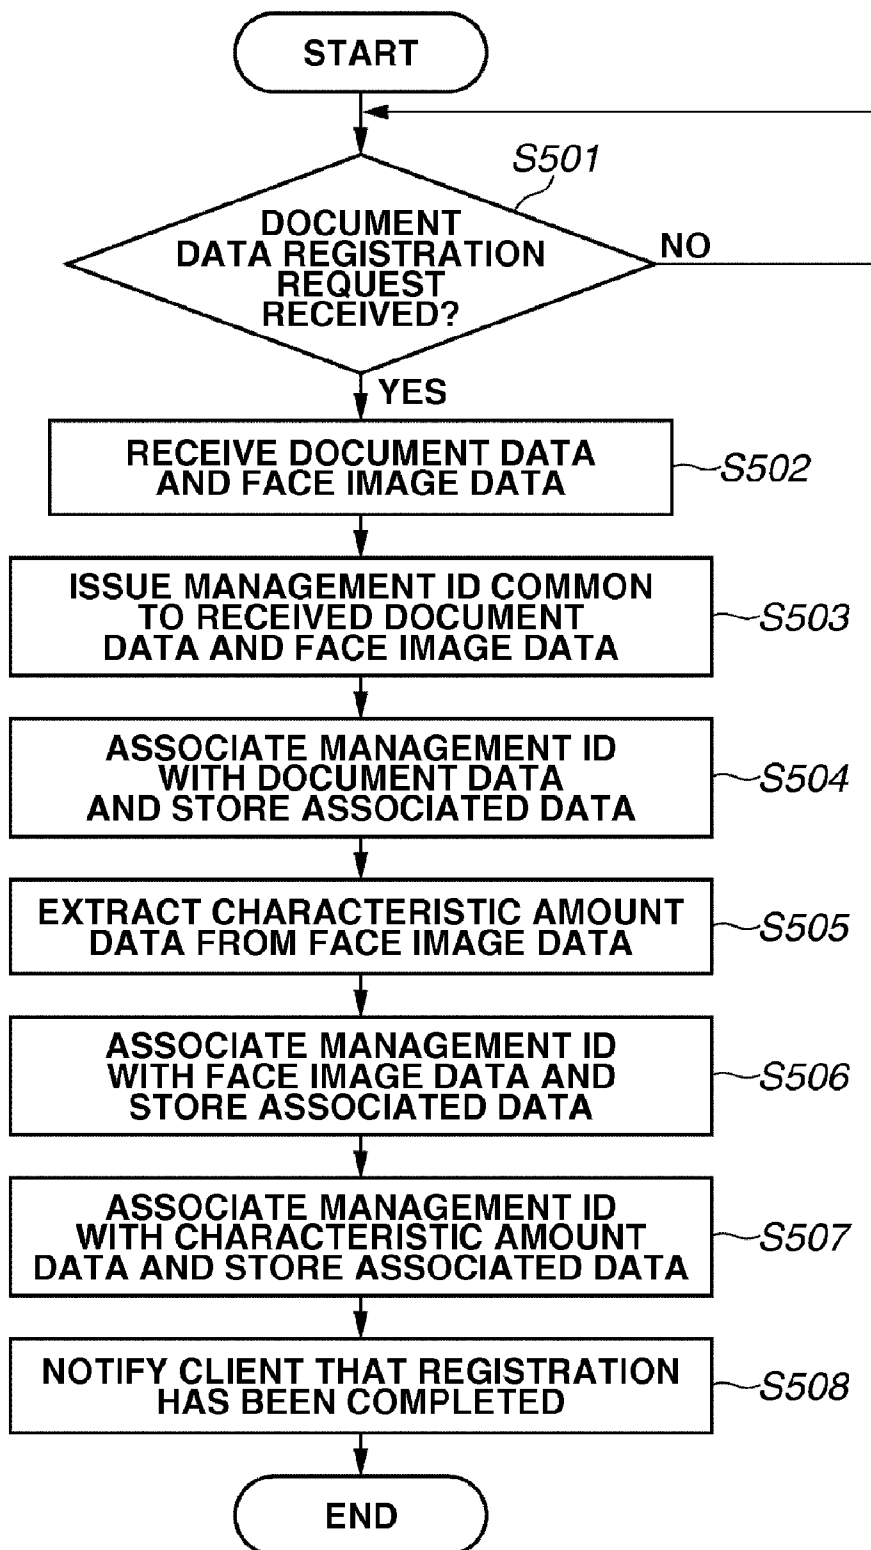 START
S501
DOCUMENT
DATA REGISTRATION
REQUEST
RECEIVED?
NO
YES
RECEIVE DOCUMENT DATA
AND FACE IMAGE DATA
S502
ISSUE MANAGEMENT ID COMMON
TO RECEIVED DOCUMENT
DATA AND FACE IMAGE DATA
S503
ASSOCIATE MANAGEMENT ID
WITH DOCUMENT DATA
AND STORE ASSOCIATED DATA
S504
EXTRACT CHARACTERISTIC AMOUNT
DATA FROM FACE IMAGE DATA
S505
ASSOCIATE MANAGEMENT ID
WITH FACE IMAGE DATA AND
STORE ASSOCIATED DATA
S506
ASSOCIATE MANAGEMENT ID
WITH CHARACTERISTIC AMOUNT
DATA AND STORE ASSOCIATED DATA
S507
NOTIFY CLIENT THAT REGISTRATION
HAS BEEN COMPLETED
S508
END